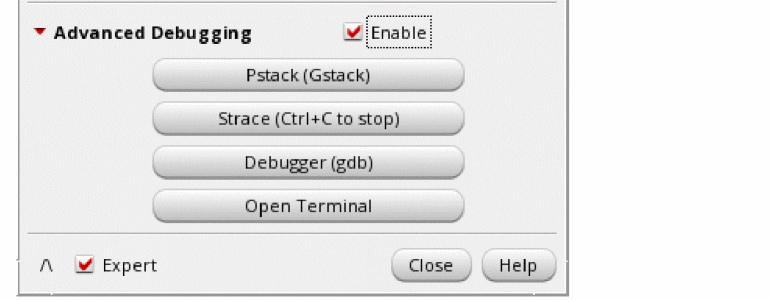 Advanced Debugging Enable
Pstack (Gstack)
Strace (Ctrl+C to stop)
Debugger (gdb)
Open Terminal
Expert Close Help